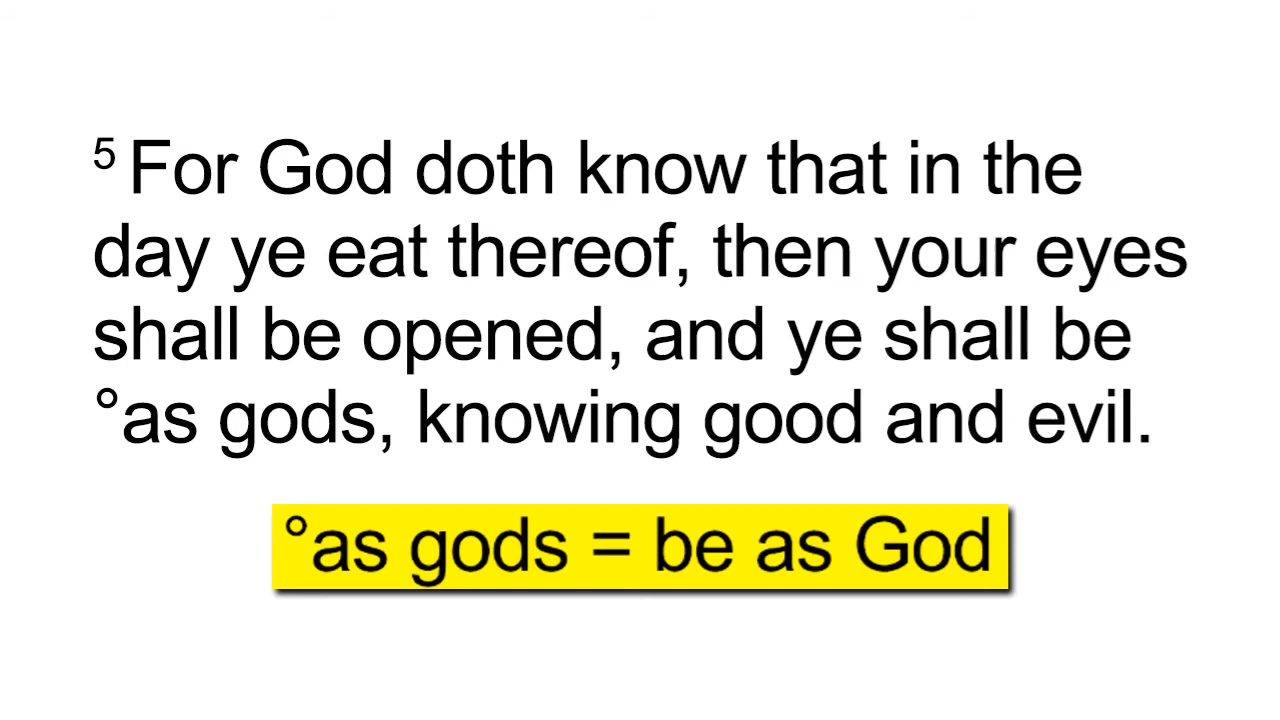 ⁵ For God doth know that in the
day ye eat thereof, then your eyes
shall be opened, and ye shall be
°as gods, knowing good and evil.
°as gods = be as God